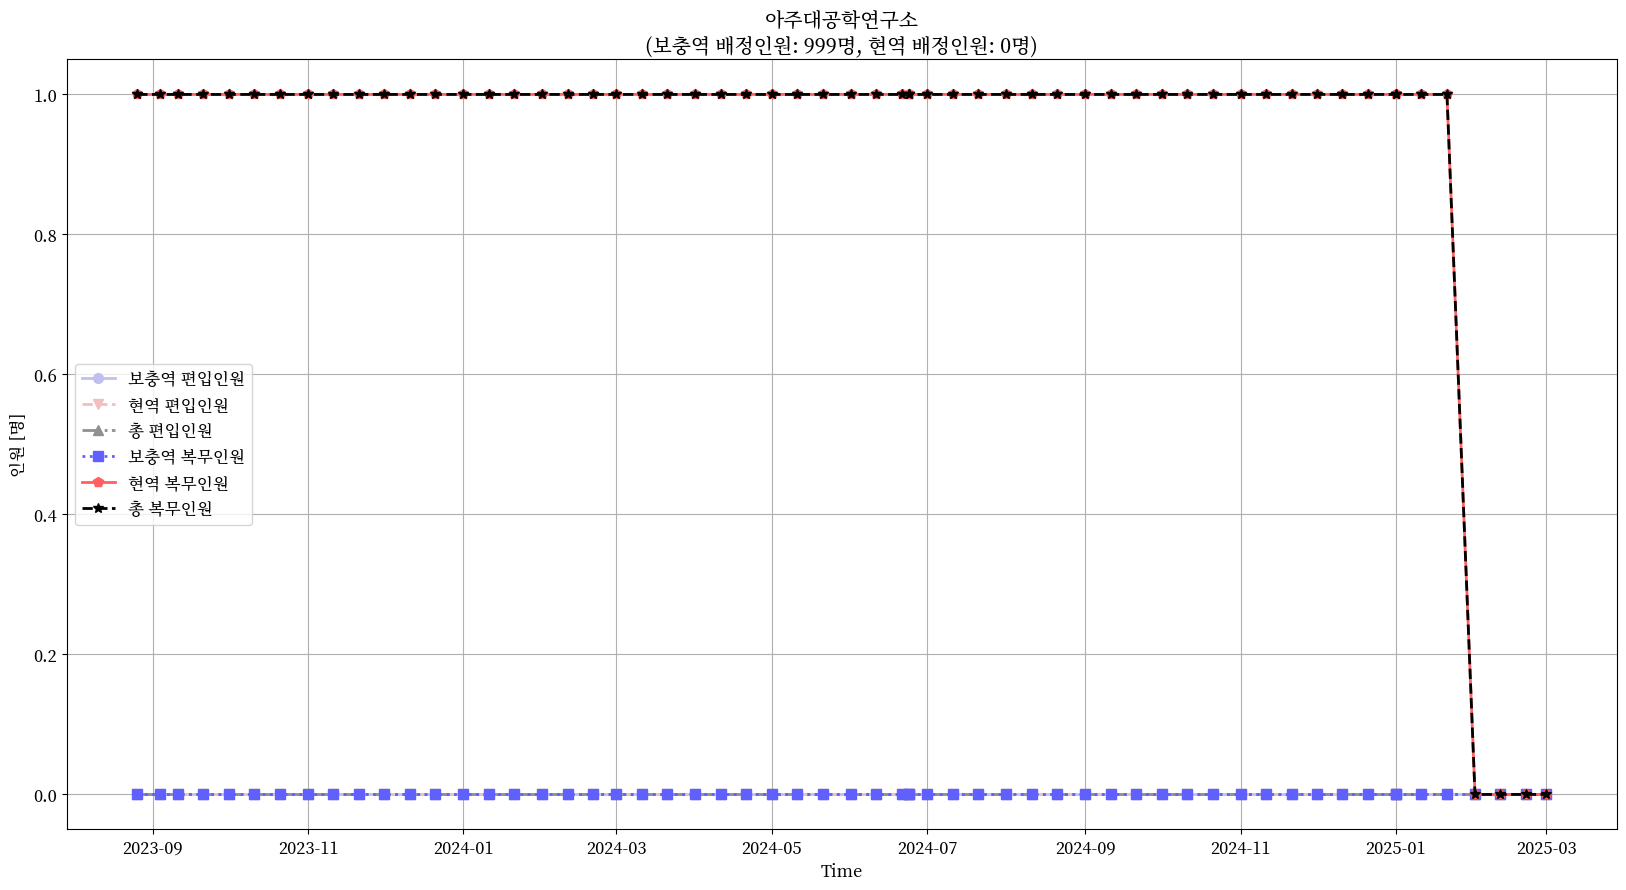 아주대공학연구소
(보충역 배정인원: 999명, 현역 배정인원: 0명)
1.0
0.8
0.6
0.4
0.2
0.0
인원 [명]
보충역 편입인원
현역 편입인원
총 편입인원
보충역 복무인원
현역 복무인원
총 복무인원
2023-09 2023-11 2024-01 2024-03 2024-05 2024-07 2024-09 2024-11 2025-01 2025-03
Time